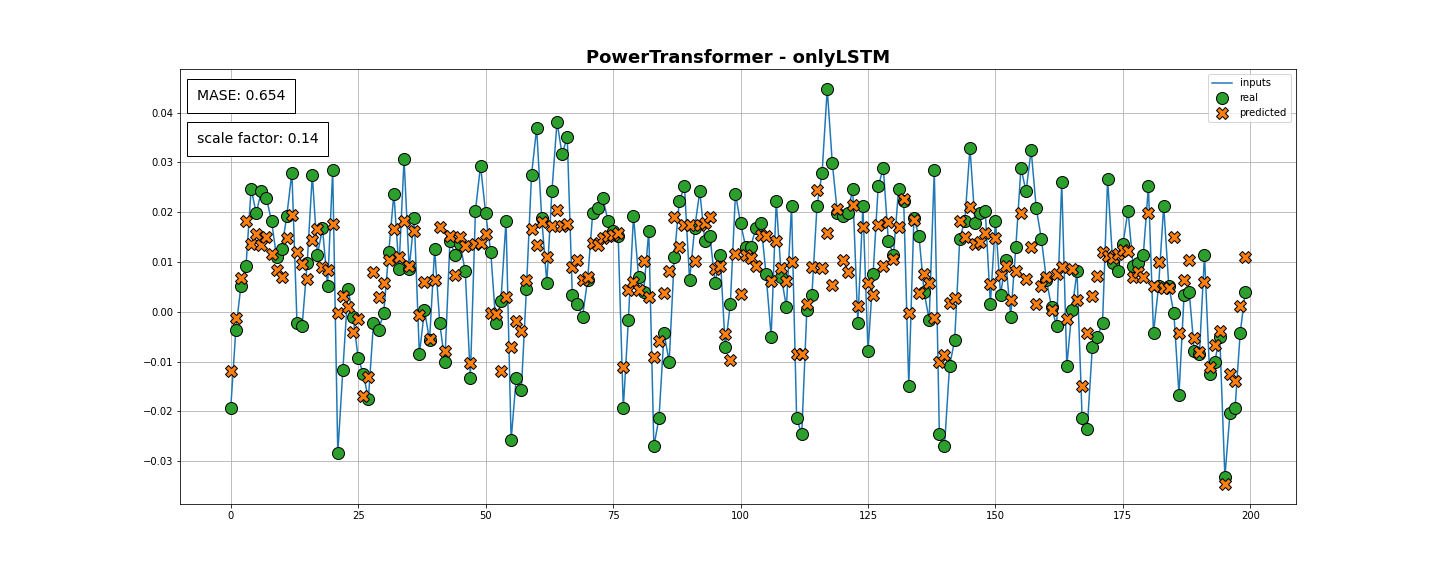 PowerTransformer - onlyLSTM
MASE: 0.654
scale factor: 0.14
inputs
real
predicted
0.04
0.03
0.02
0.01
0.00
−0.01
−0.02
−0.03
0 25 50 75 100 125 150 175 200